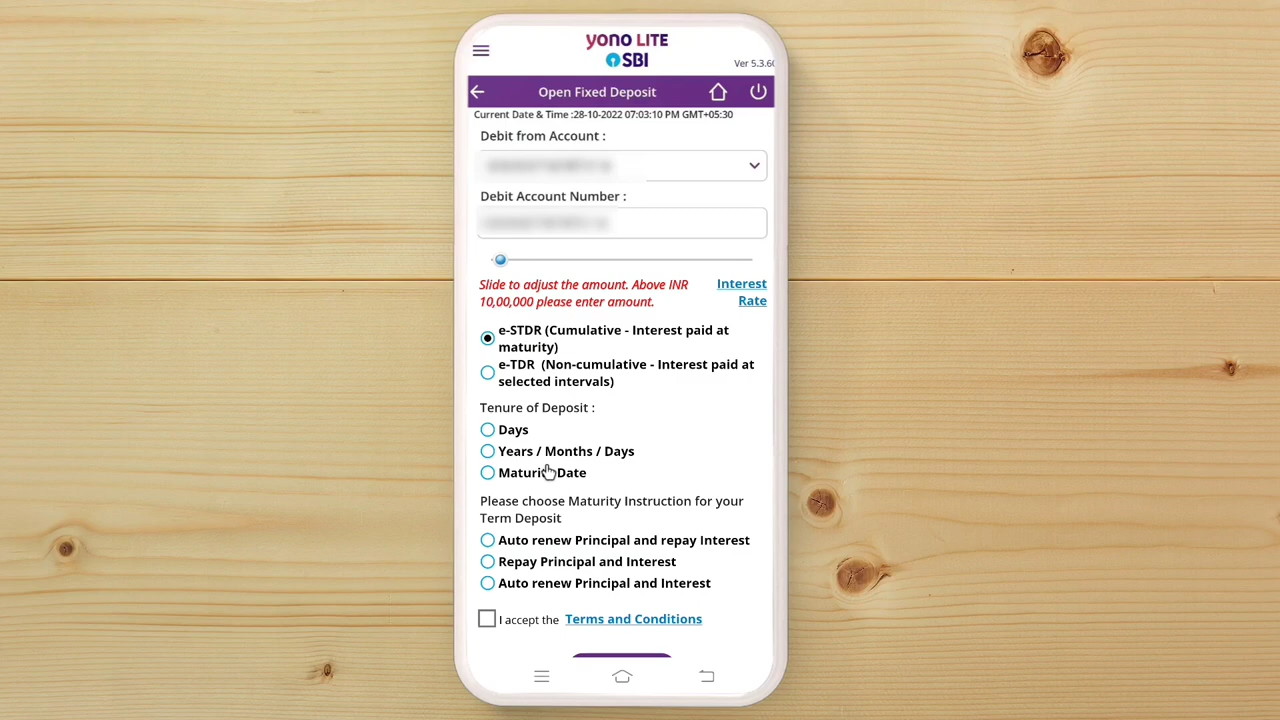 yono LITE
SBI
Ver 5.3.60
Open Fixed Deposit
Current Date & Time :28-10-2022 07:03:10 PM GMT+05:30
Debit from Account :
Debit Account Number :
Slide to adjust the amount. Above INR
10,00,000 please enter amount.
Interest
Rate
e-STDR (Cumulative - Interest paid at
maturity)
e-TDR (Non-cumulative - Interest paid at
selected intervals)
Tenure of Deposit :
Days
Years / Months / Days
Maturity Date
Please choose Maturity Instruction for your
Term Deposit
Auto renew Principal and repay Interest
Repay Principal and Interest
Auto renew Principal and Interest
I accept the Terms and Conditions